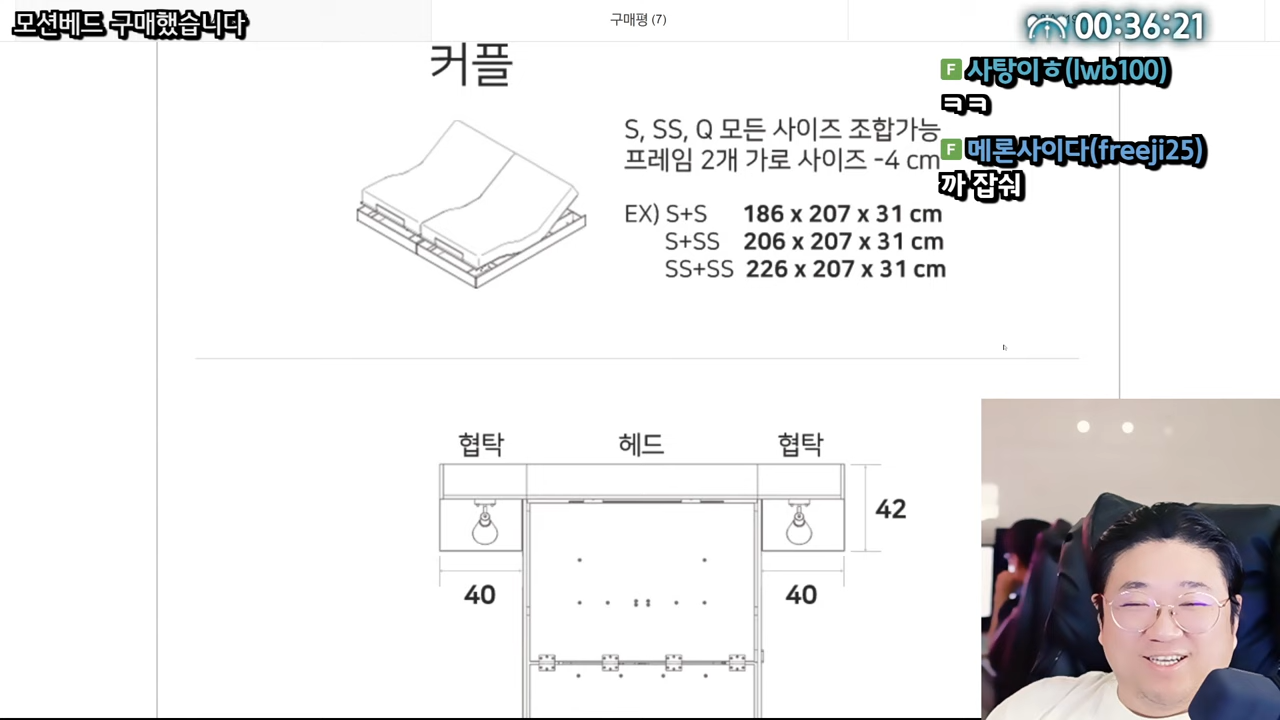 모션베드 구매했습니다
구매평 (7)
00:36:21
커플
F 사탕이ㅎ(lwb100)
ㅋㅋ
F 메론사이다(freeji25)
까 잡숴
S, SS, Q 모든 사이즈 조합가능
프레임 2개 가로 사이즈 -4 cm
EX) S+S 186 x 207 x 31 cm
S+SS 206 x 207 x 31 cm
SS+SS 226 x 207 x 31 cm
협탁 헤드 협탁
42
40 40